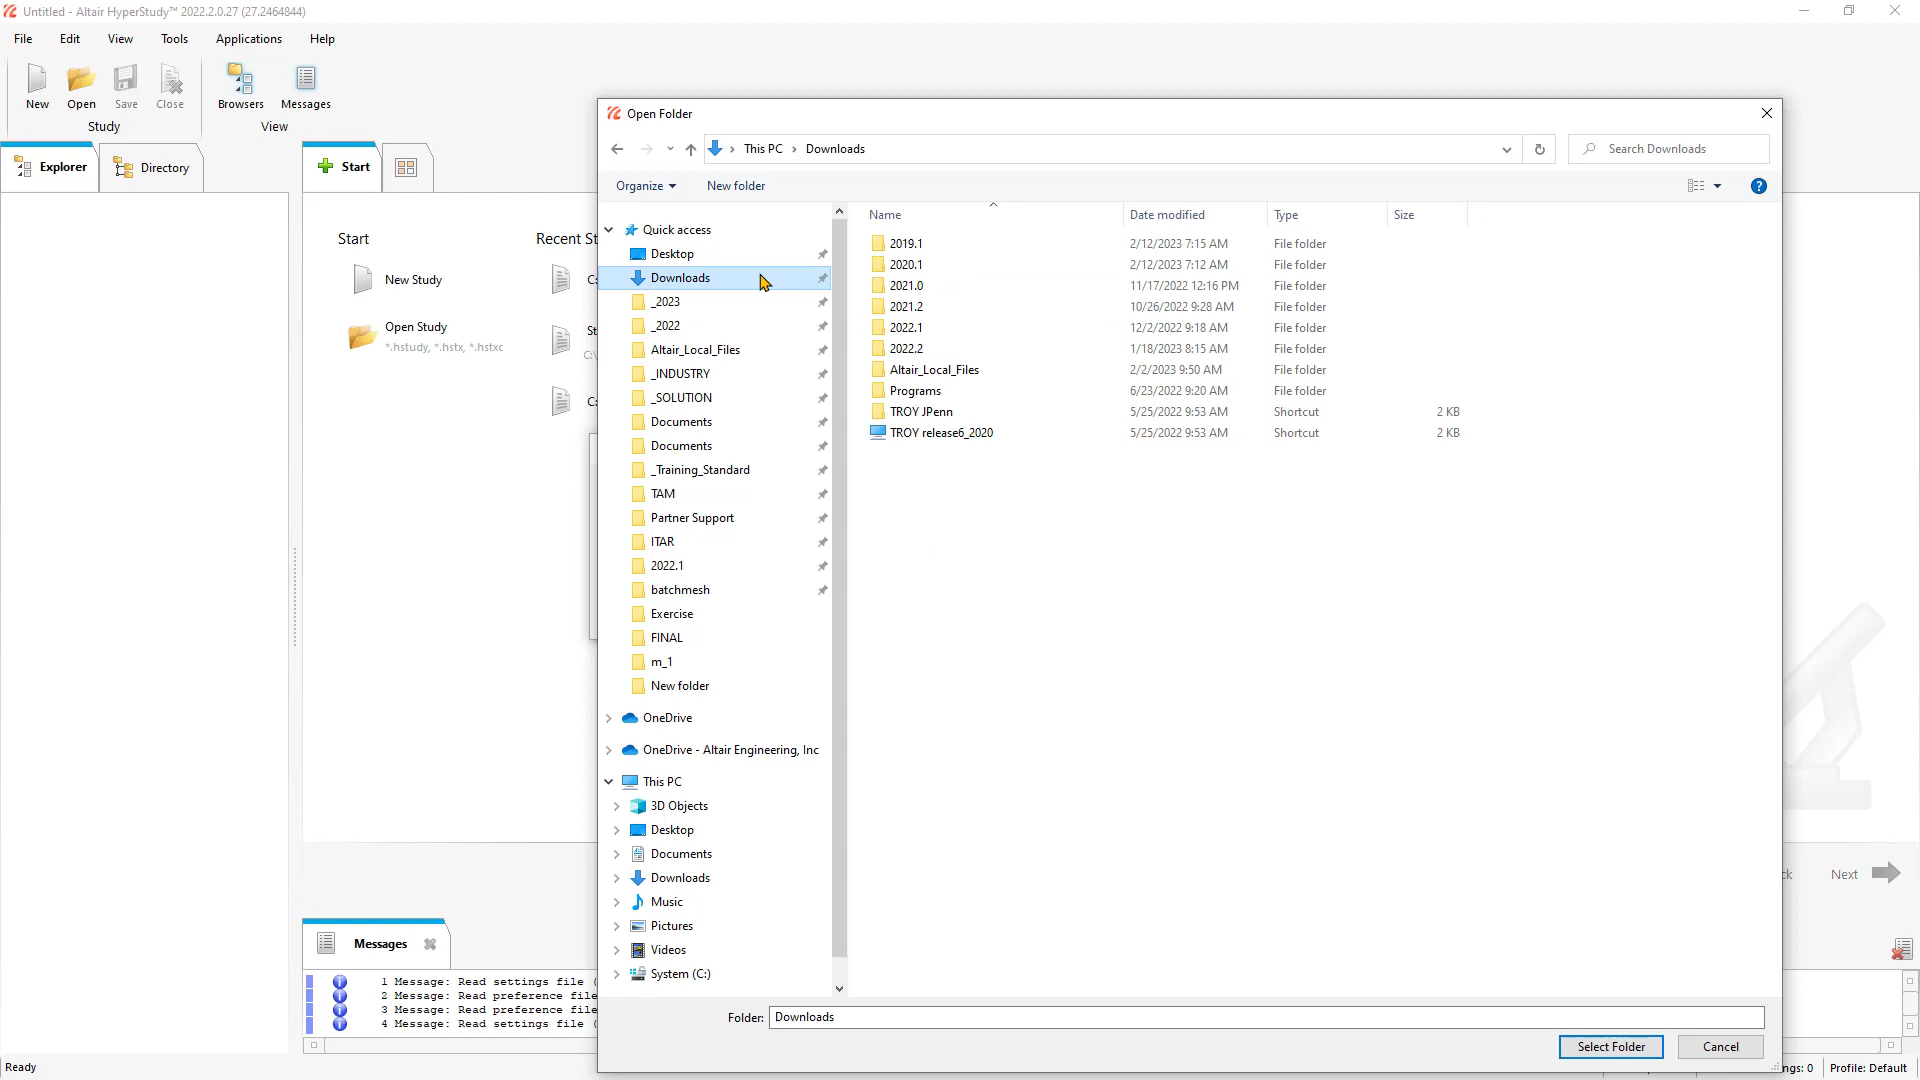 Untitled - Altair HyperStudy™ 2022.2.0.27 (27.2464844)
File Edit View Tools Applications Help
New Open Save Close Browsers Messages
Study View
Explorer Directory Start
Start Recent St
New Study C:
Open Study
*.hstudy, *.hstx, *.hstxc
St
C:\
C:
Open Folder
This PC Downloads
Search Downloads
Organize New folder
Quick access
Desktop
Downloads
_2023
_2022
Altair_Local_Files
_INDUSTRY
_SOLUTION
Documents
Documents
_Training_Standard
TAM
Partner Support
ITAR
2022.1
batchmesh
Exercise
FINAL
m_1
New folder
OneDrive
OneDrive - Altair Engineering, Inc
This PC
3D Objects
Desktop
Documents
Downloads
Music
Pictures
Videos
System (C:)
Name Date modified Type Size
2019.1 2/12/2023 7:15 AM File folder
2020.1 2/12/2023 7:12 AM File folder
2021.0 11/17/2022 12:16 PM File folder
2021.2 10/26/2022 9:28 AM File folder
2022.1 12/2/2022 9:18 AM File folder
2022.2 1/18/2023 8:15 AM File folder
Altair_Local_Files 2/2/2023 9:50 AM File folder
Programs 6/23/2022 9:20 AM File folder
TROY JPenn 5/25/2022 9:53 AM Shortcut 2 KB
TROY release6_2020 5/25/2022 9:53 AM Shortcut 2 KB
Folder: Downloads
Select Folder Cancel
ck Next
Messages
1 Message: Read settings file (
2 Message: Read preference file
3 Message: Read preference file
4 Message: Read settings file (
Ready
ngs: 0 Profile: Default